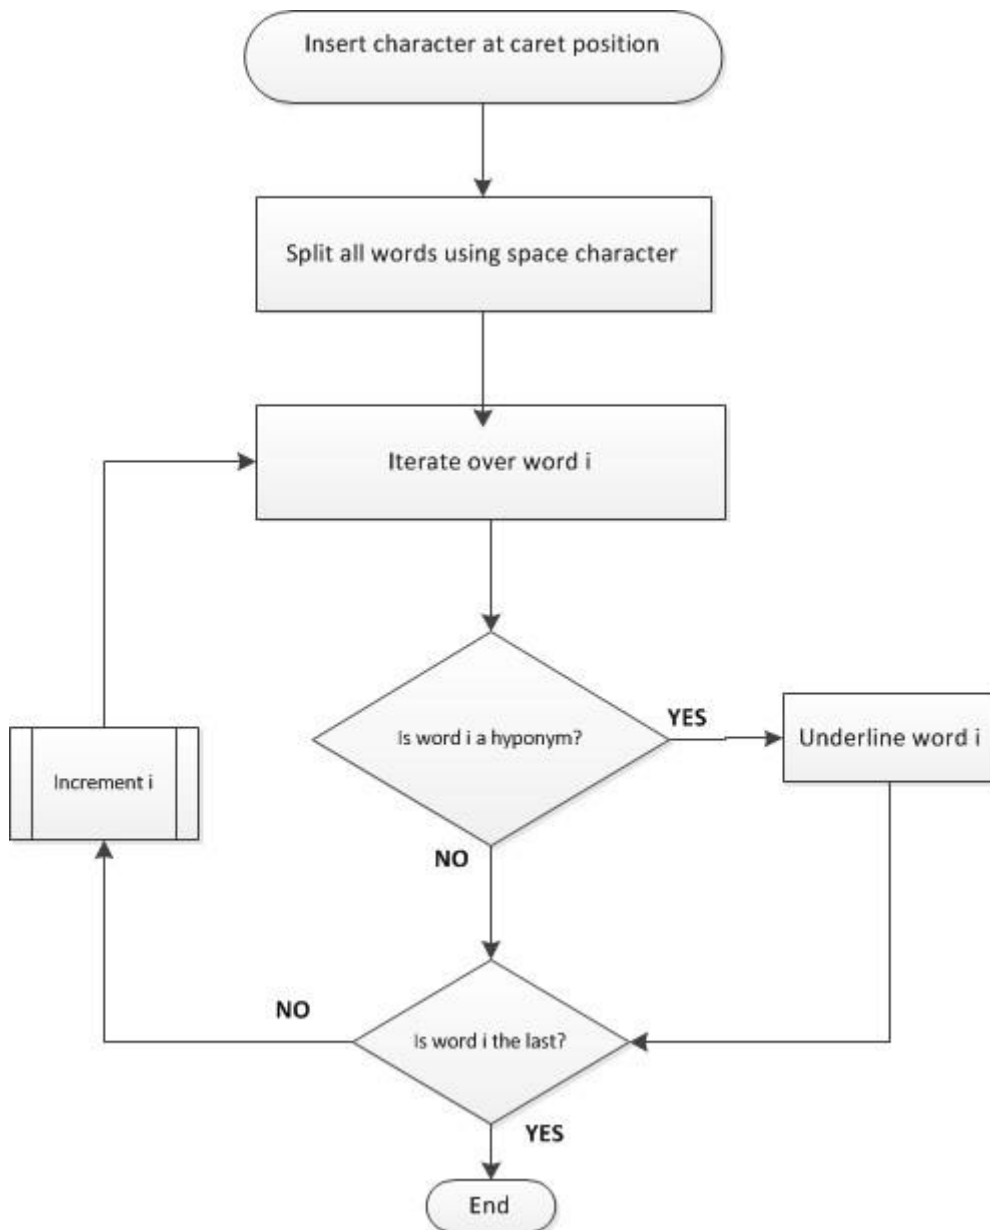 Insert character at caret position
Split all words using space character
Iterate over word i
Is word i a hyponym?
YES
Underline word i
Increment i
NO
NO
Is word i the last?
YES
End